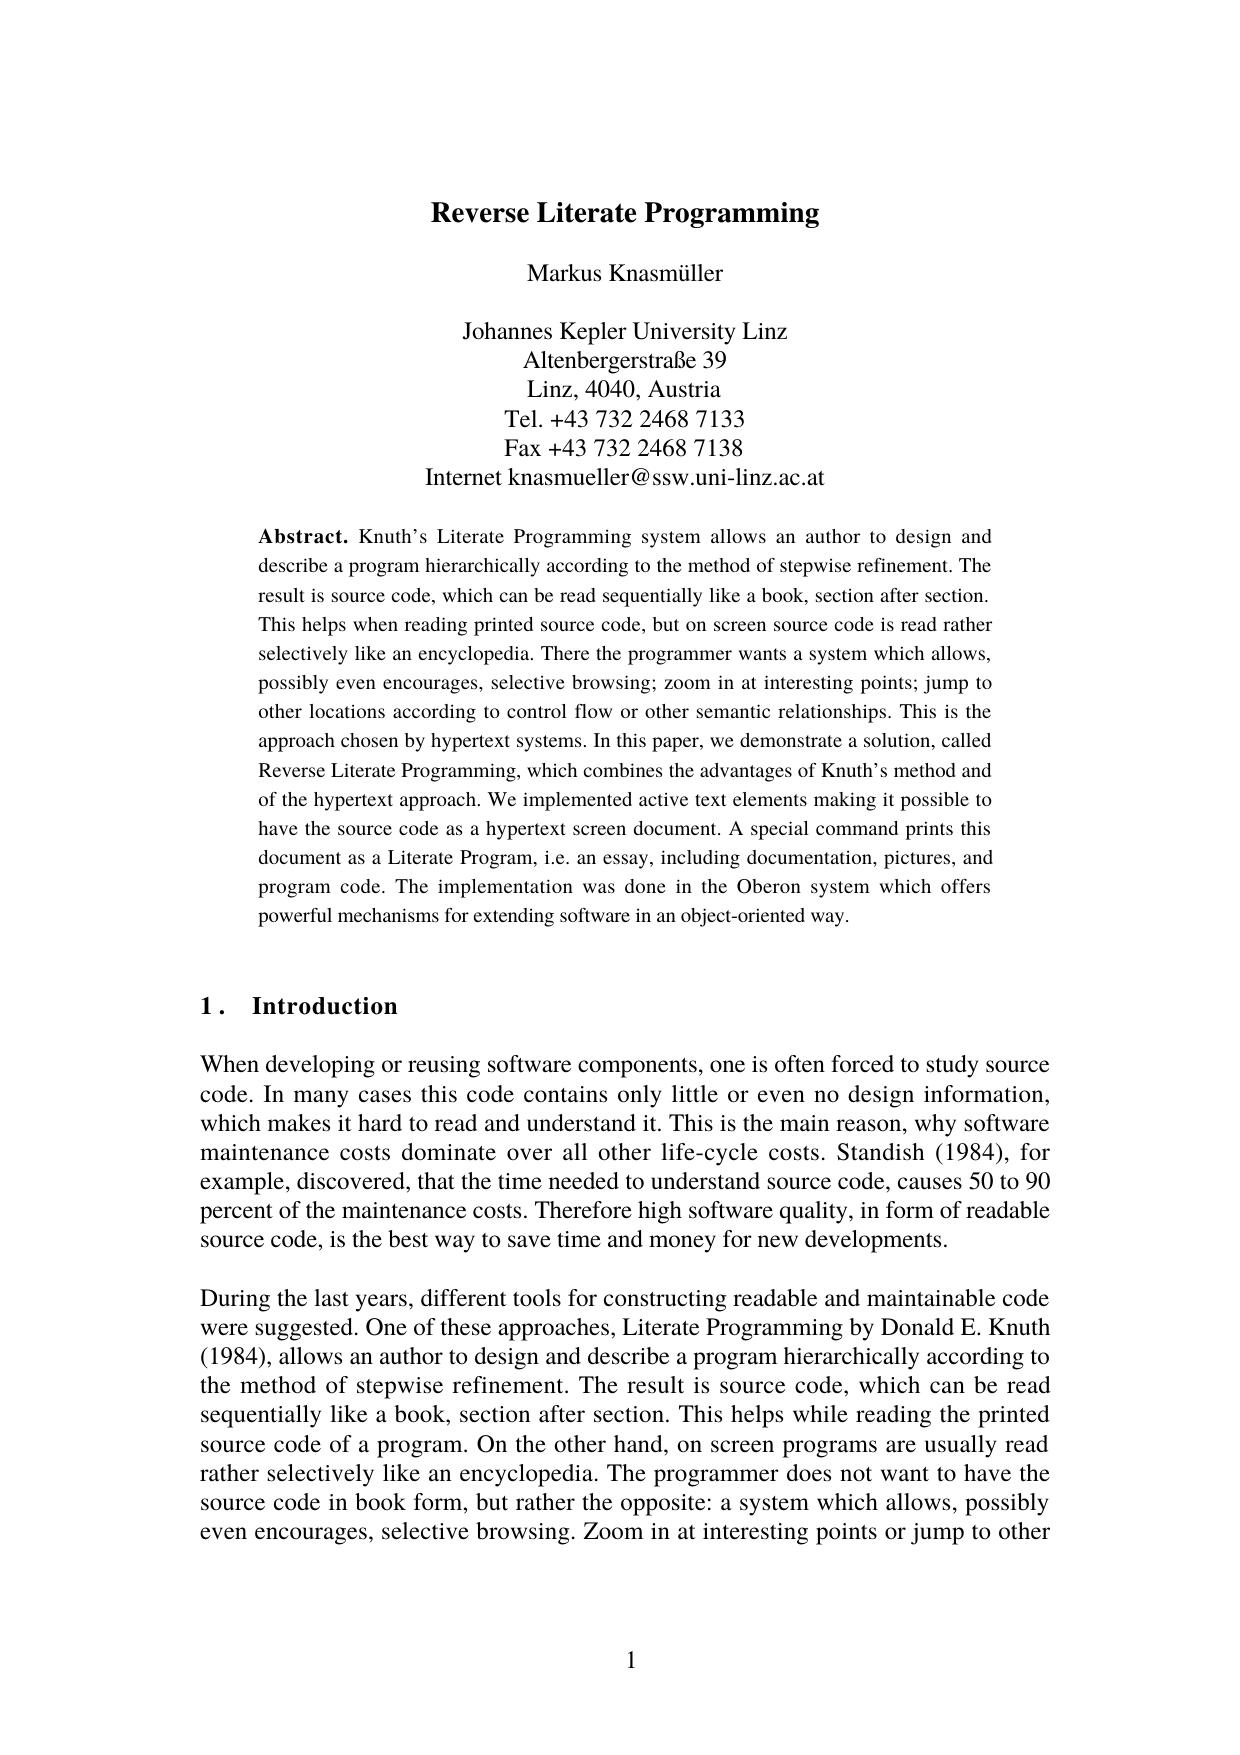 Reverse Literate Programming
Markus Knasmüller
Johannes Kepler University Linz
Altenbergerstraße 39
Linz, 4040, Austria
Tel. +43 732 2468 7133
Fax +43 732 2468 7138
Internet knasmueller@ssw.uni-linz.ac.at
Abstract. Knuth's Literate Programming system allows an author to design and
describe a program hierarchically according to the method of stepwise refinement. The
result is source code, which can be read sequentially like a book, section after section.
This helps when reading printed source code, but on screen source code is read rather
selectively like an encyclopedia. There the programmer wants a system which allows,
possibly even encourages, selective browsing; zoom in at interesting points; jump to
other locations according to control flow or other semantic relationships. This is the
approach chosen by hypertext systems. In this paper, we demonstrate a solution, called
Reverse Literate Programming, which combines the advantages of Knuth's method and
of the hypertext approach. We implemented active text elements making it possible to
have the source code as a hypertext screen document. A special command prints this
document as a Literate Program, i.e. an essay, including documentation, pictures, and
program code. The implementation was done in the Oberon system which offers
powerful mechanisms for extending software in an object-oriented way.
1. Introduction
When developing or reusing software components, one is often forced to study source
code. In many cases this code contains only little or even no design information,
which makes it hard to read and understand it. This is the main reason, why software
maintenance costs dominate over all other life-cycle costs. Standish (1984), for
example, discovered, that the time needed to understand source code, causes 50 to 90
percent of the maintenance costs. Therefore high software quality, in form of readable
source code, is the best way to save time and money for new developments.
During the last years, different tools for constructing readable and maintainable code
were suggested. One of these approaches, Literate Programming by Donald E. Knuth
(1984), allows an author to design and describe a program hierarchically according to
the method of stepwise refinement. The result is source code, which can be read
sequentially like a book, section after section. This helps while reading the printed
source code of a program. On the other hand, on screen programs are usually read
rather selectively like an encyclopedia. The programmer does not want to have the
source code in book form, but rather the opposite: a system which allows, possibly
even encourages, selective browsing. Zoom in at interesting points or jump to other
1